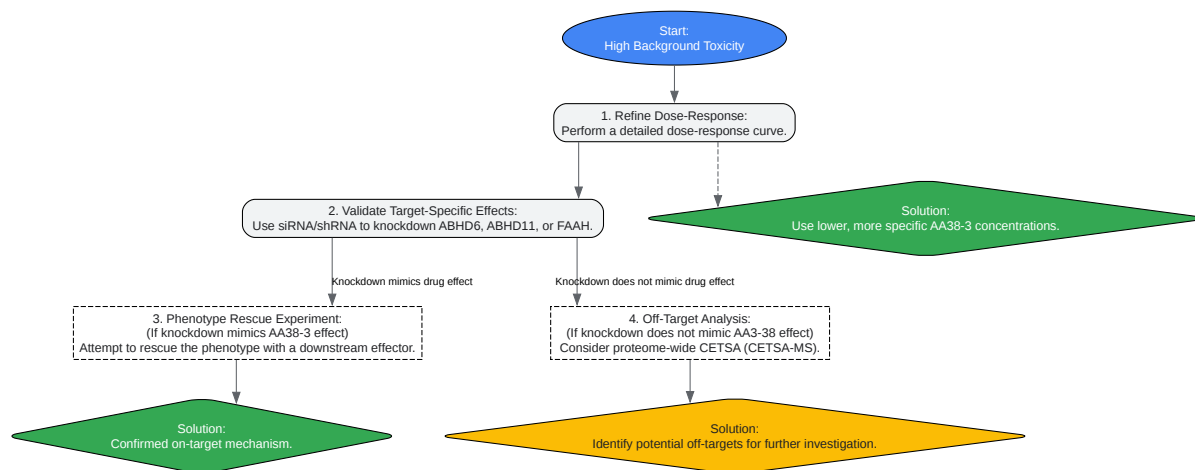 Start:
High Background Toxicity
1. Refine Dose-Response:
Perform a detailed dose-response curve.
2. Validate Target-Specific Effects:
Use siRNA/shRNA to knockdown ABHD6, ABHD11, or FAAH.
Solution:
Use lower, more specific AA38-3 concentrations.
Knockdown mimics drug effect
Knockdown does not mimic drug effect
3. Phenotype Rescue Experiment:
(If knockdown mimics AA38-3 effect)
Attempt to rescue the phenotype with a downstream effector.
4. Off-Target Analysis:
(If knockdown does not mimic AA3-38 effect)
Consider proteome-wide CETSA (CETSA-MS).
Solution:
Confirmed on-target mechanism.
Solution:
Identify potential off-targets for further investigation.